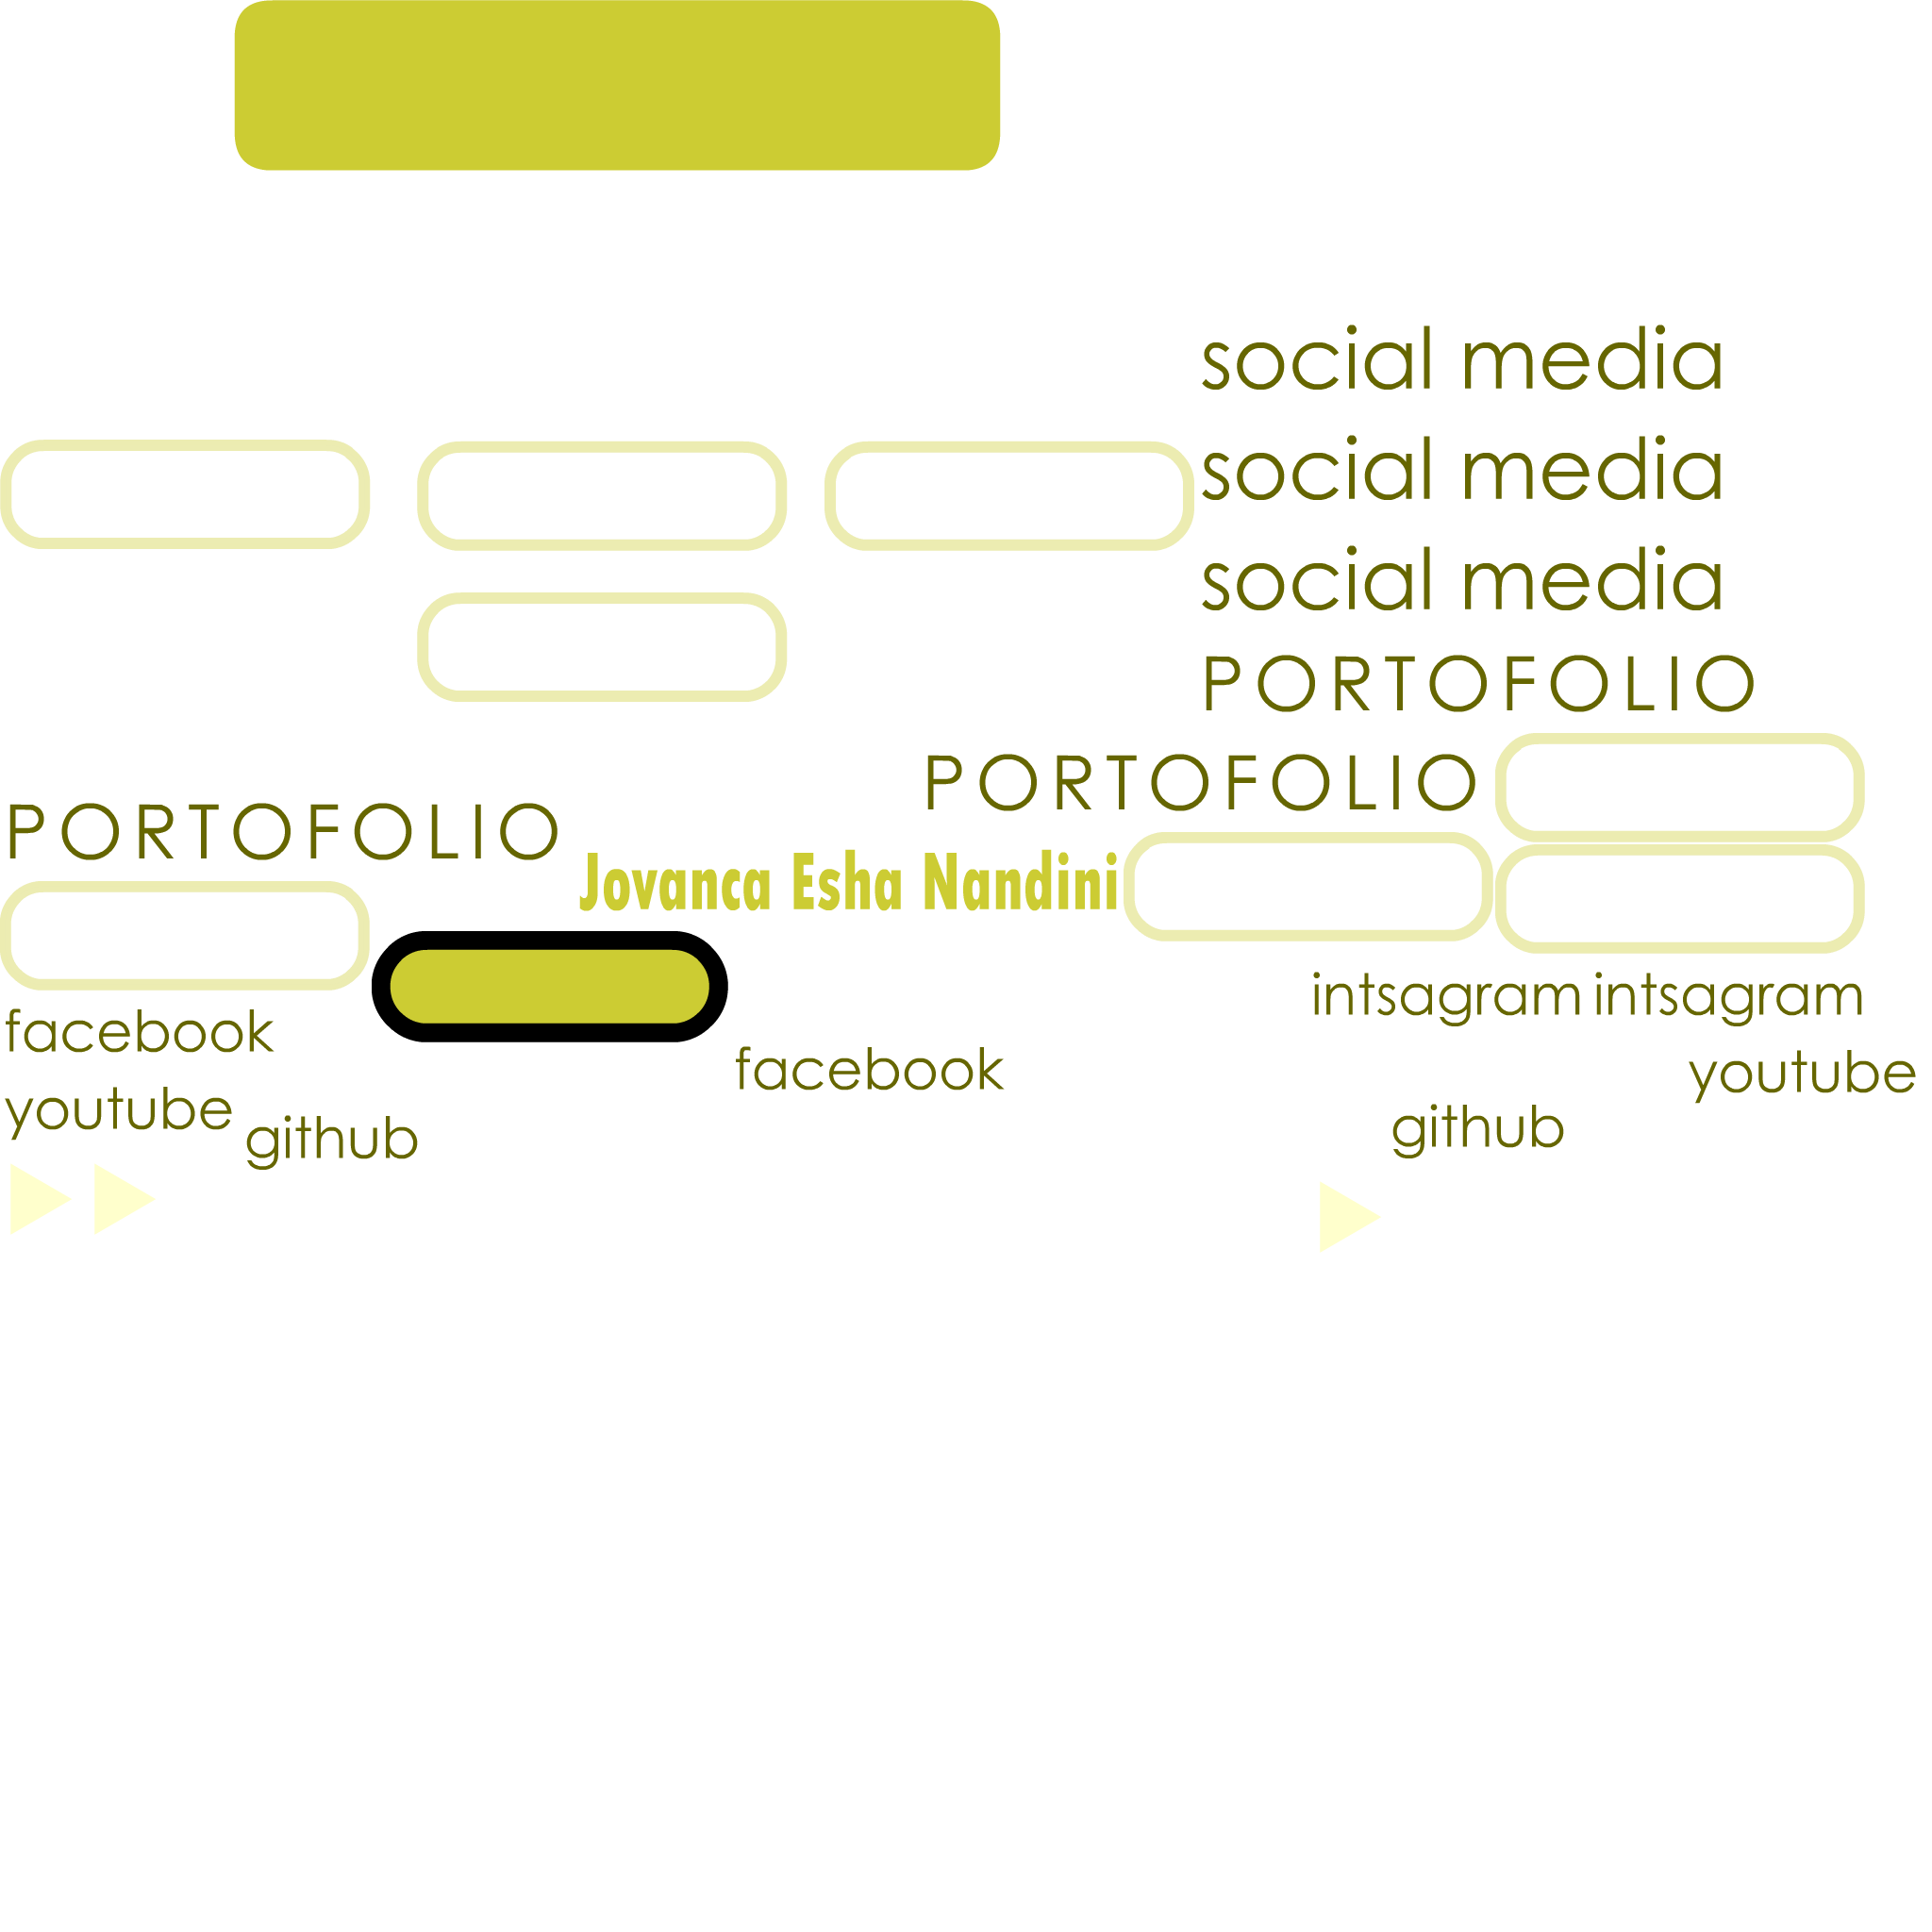 social media
social media
social media
PORTOFOLIO
PORTOFOLIO
PORTOFOLIO
Jovanca Esha Nandini
intsagram intsagram
facebook
facebook
youtube
youtube
github
github